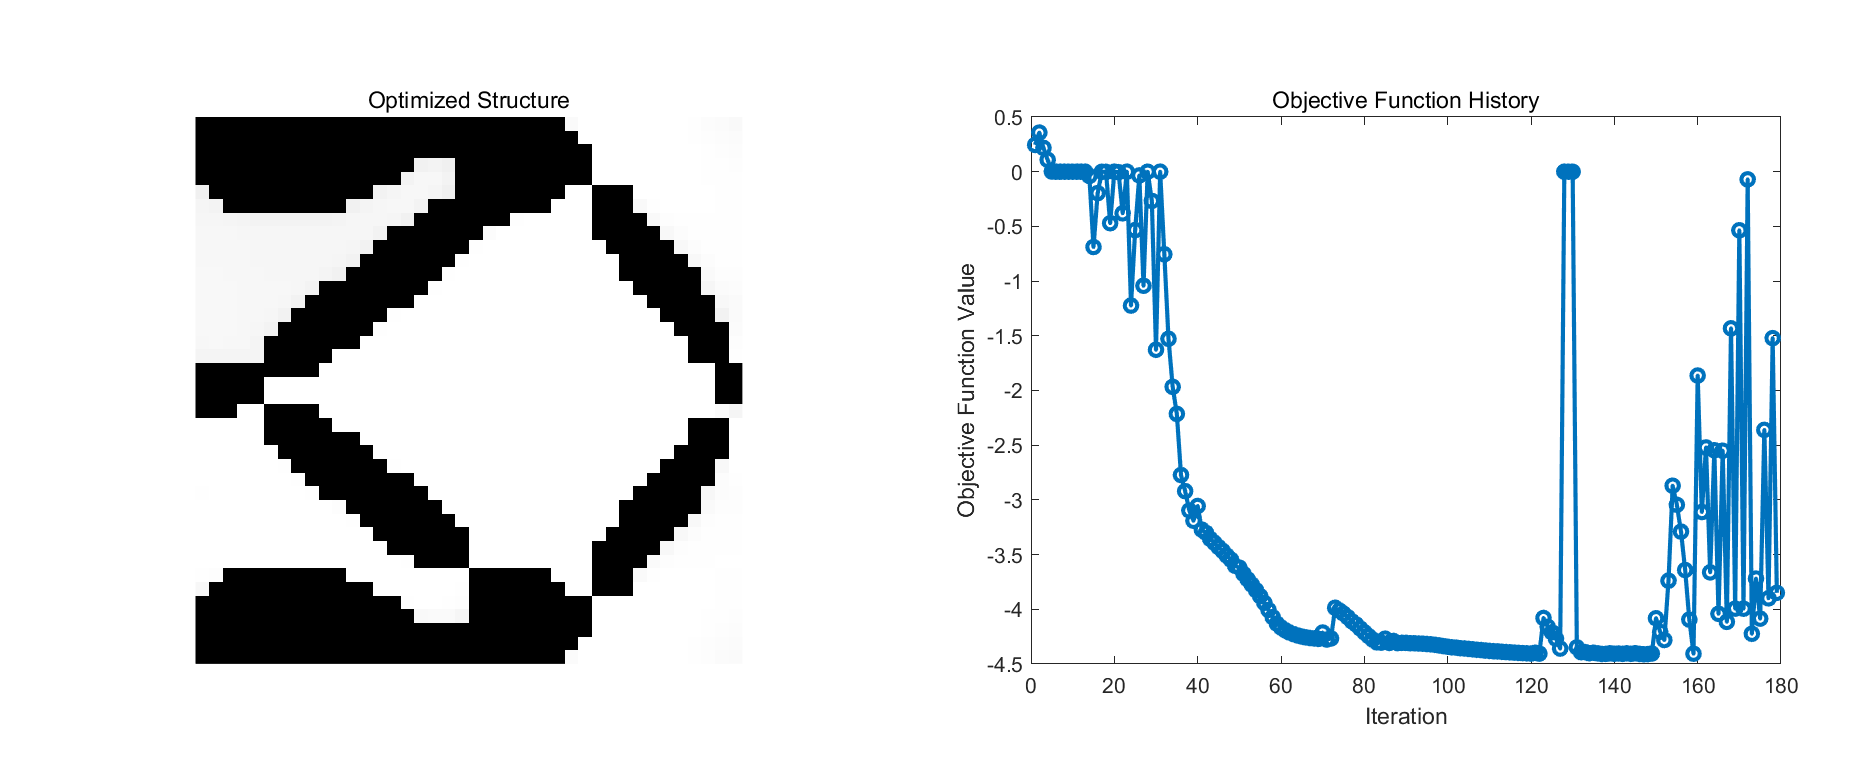 Optimized Structure
Objective Function History
Objective Function Value
0.5
0
-0.5
-1
-1.5
-2
-2.5
-3
-3.5
-4
-4.5
0 20 40 60 80 100 120 140 160 180
Iteration